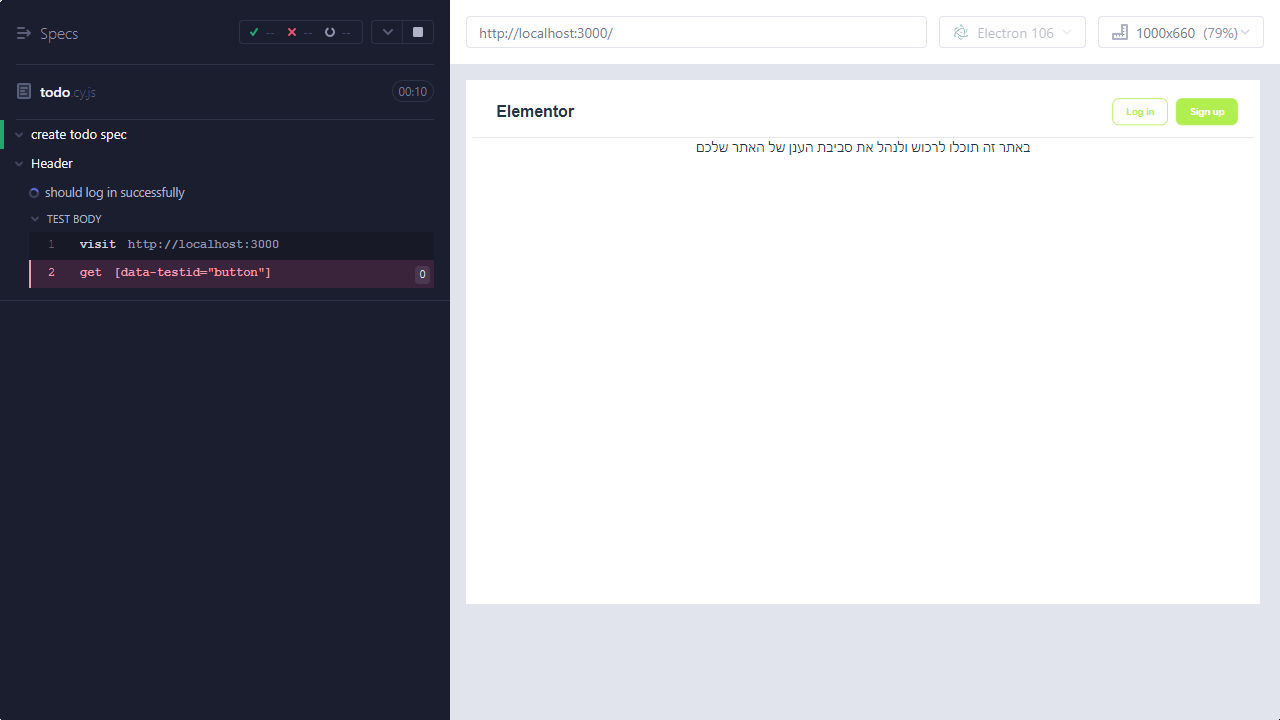 Specs
-- -- --
todo.cy.js
00:10
create todo spec
Header
should log in successfully
TEST BODY
1 visit http://localhost:3000
2 get [data-testid="button"] 0
http://localhost:3000/
Electron 106
1000x660 (79%)
Elementor
Log in
Sign up
באתר זה תוכלו לרכוש ולנהל את סביבת הענן של האתר שלכם